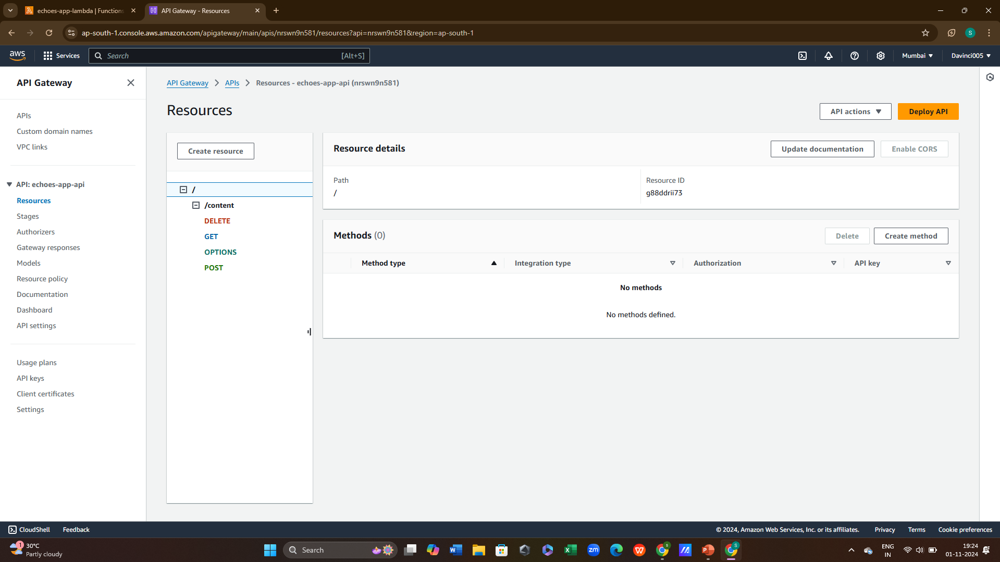 echoes-app-lambda | Functions
API Gateway - Resources
ap-south-1.console.aws.amazon.com/apigateway/main/apis/nrswn9n581/resources?api=nrswn9n581&region=ap-south-1
S
aws
Services
Search
[Alt+S]
Mumbai
Davinci005
API Gateway
APIs
Custom domain names
VPC links
API: echoes-app-api
Resources
Stages
Authorizers
Gateway responses
Models
Resource policy
Documentation
Dashboard
API settings
Usage plans
API keys
Client certificates
Settings
API Gateway > APIs > Resources - echoes-app-api (nrswn9n581)
Resources
API actions
Deploy API
Create resource
/
/content
DELETE
GET
OPTIONS
POST
Resource details
Update documentation
Enable CORS
Path
/
Resource ID
g88ddrii73
Methods (0)
Delete
Create method
Method type
Integration type
Authorization
API key
No methods
No methods defined.
CloudShell
Feedback
© 2024, Amazon Web Services, Inc. or its affiliates.
Privacy
Terms
Cookie preferences
1
30°C
Partly cloudy
Search
W
X
zm
W
S
P
S
ENG
IN
19:24
01-11-2024